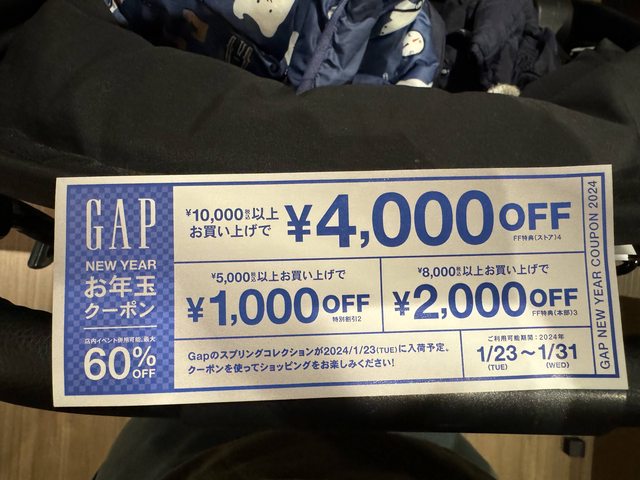 GAP
NEW YEAR
お年玉
クーポン
店内イベント併用可能、最大
60%
OFF
¥10,000税込以上
お買い上げで
¥4,000OFF
FF特典(ストア)4
¥5,000税込以上お買い上げで
¥1,000OFF
特別割引2
¥8,000税込以上お買い上げで
¥2,000OFF
FF特典(本部)3
Gapのスプリングコレクションが2024/1/23(TUE)に入荷予定。
クーポンを使ってショッピングをお楽しみください!
ご利用可能期間:2024年
1/23～1/31
(TUE) (WED)
GAP NEW YEAR COUPON 2024